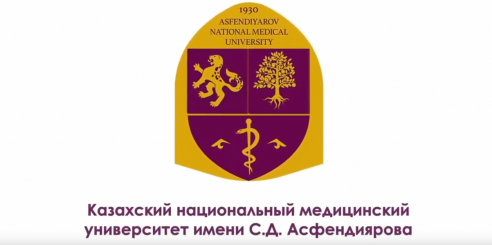 1930
ASFENDIYAROV
NATIONAL MEDICAL
UNIVERSITY
Казахский национальный медицинский
университет имени С.Д. Асфендиярова